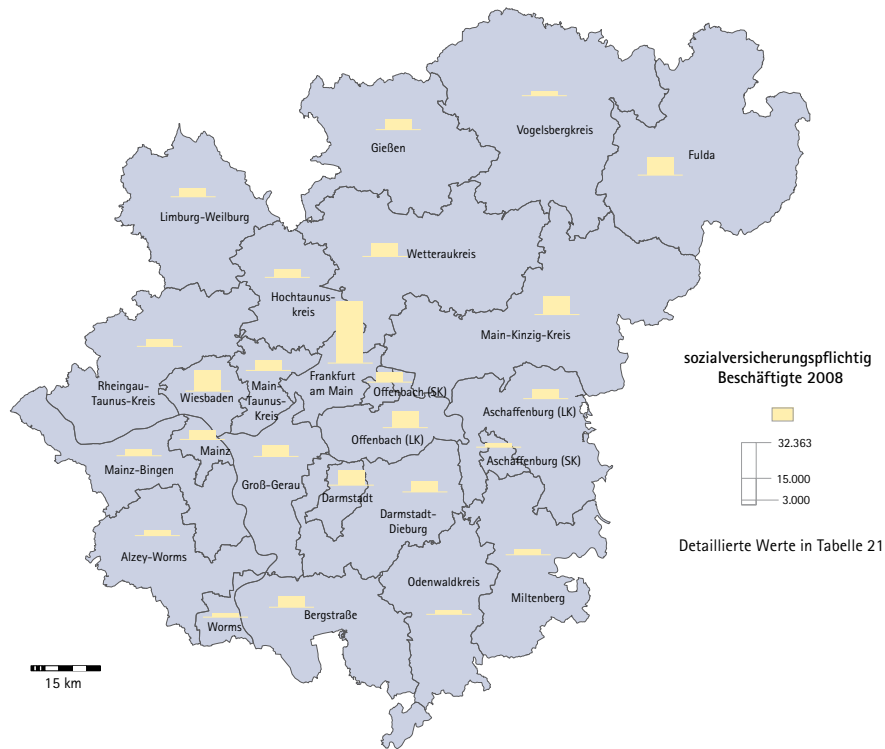 Vogelsbergkreis
Gießen
Fulda
Limburg-Weilburg
Wetteraukreis
Hochtaunus-
kreis
Main-Kinzig-Kreis
Rheingau-
Taunus-Kreis
Wiesbaden
Main-
Taunus-
Kreis
Frankfurt
am Main
Offenbach (SK)
Aschaffenburg (LK)
Offenbach (LK)
Mainz
Mainz-Bingen
Aschaffenburg (SK)
Groß-Gerau
Darmstadt
Darmstadt-
Dieburg
Alzey-Worms
Odenwaldkreis
Miltenberg
Worms
Bergstraße
15 km
sozialversicherungspflichtig
Beschäftigte 2008
32.363
15.000
3.000
Detaillierte Werte in Tabelle 21